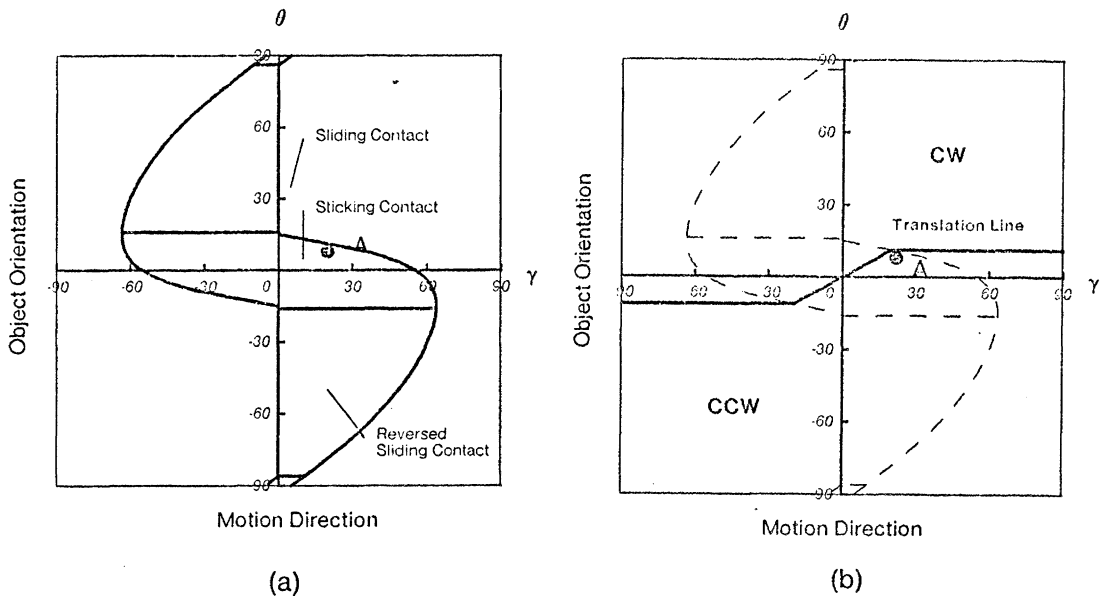 θ
90
60
30
-90
-60
-30
30
60
90
-30
-60
-90
Sliding Contact
Sticking Contact
Reversed
Sliding Contact
Δ
γ
Object Orientation
Motion Direction
(a)
θ
90
60
30
-90
-60
-30
0
30
60
90
-30
-60
-90
CW
Translation Line
Δ
CCW
γ
Object Orientation
Motion Direction
(b)